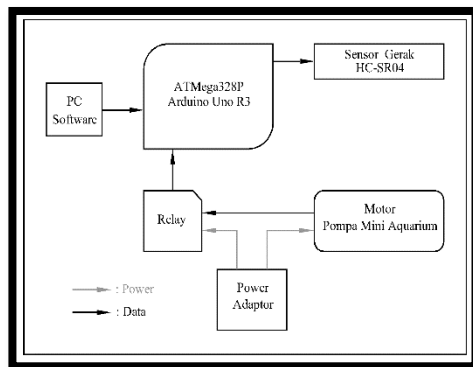 ATMega328P
Arduino Uno R3
Sensor Gerak
HC-SR04
PC
Software
Relay
Motor
Pompa Mini Aquarium
Power
Adaptor
: Power
: Data